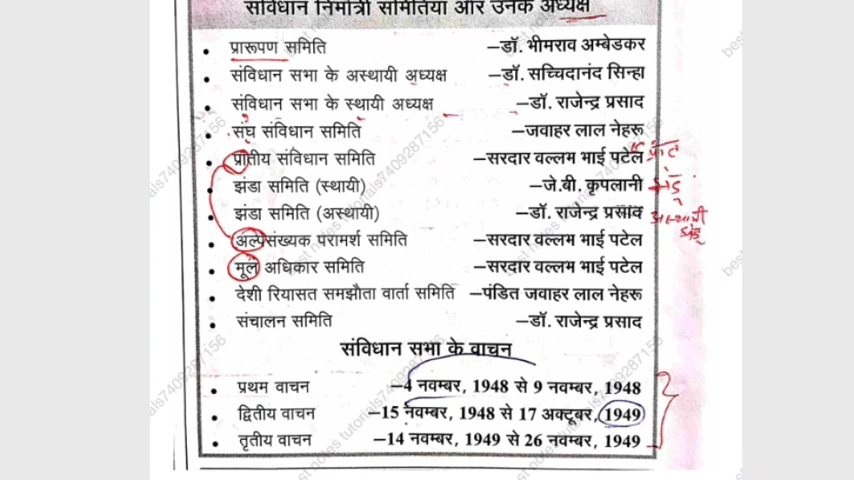 संविधान निर्मात्री समितियां और उनके अध्यक्ष
• प्रारूपण समिति –डॉ. भीमराव अम्बेडकर
• संविधान सभा के अस्थायी अध्यक्ष –डॉ. सच्चिदानंद सिन्हा
• संविधान सभा के स्थायी अध्यक्ष –डॉ. राजेन्द्र प्रसाद
• संघ संविधान समिति –जवाहर लाल नेहरू
• प्रांतीय संविधान समिति –सरदार वल्लभ भाई पटेल
• झंडा समिति (स्थायी) –जे.बी. कृपलानी
• झंडा समिति (अस्थायी) –डॉ. राजेन्द्र प्रसाद
• अल्पसंख्यक परामर्श समिति –सरदार वल्लभ भाई पटेल
• मूल अधिकार समिति –सरदार वल्लभ भाई पटेल
• देशी रियासत समझौता वार्ता समिति –पंडित जवाहर लाल नेहरू
• संचालन समिति –डॉ. राजेन्द्र प्रसाद
संविधान सभा के वाचन
• प्रथम वाचन –4 नवम्बर, 1948 से 9 नवम्बर, 1948
• द्वितीय वाचन –15 नवम्बर, 1948 से 17 अक्टूबर, 1949
• तृतीय वाचन –14 नवम्बर, 1949 से 26 नवम्बर, 1949
best notes tutorials7409287156